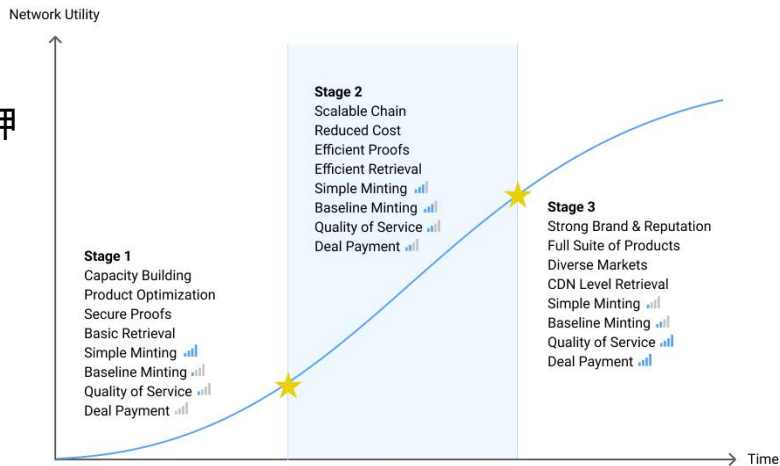 Network Utility
押
Stage 2
Scalable Chain
Reduced Cost
Efficient Proofs
Efficient Retrieval
Simple Minting
Baseline Minting
Quality of Service
Deal Payment
Stage 3
Strong Brand & Reputation
Full Suite of Products
Diverse Markets
CDN Level Retrieval
Simple Minting
Baseline Minting
Quality of Service
Deal Payment
Stage 1
Capacity Building
Product Optimization
Secure Proofs
Basic Retrieval
Simple Minting
Baseline Minting
Quality of Service
Deal Payment
Time